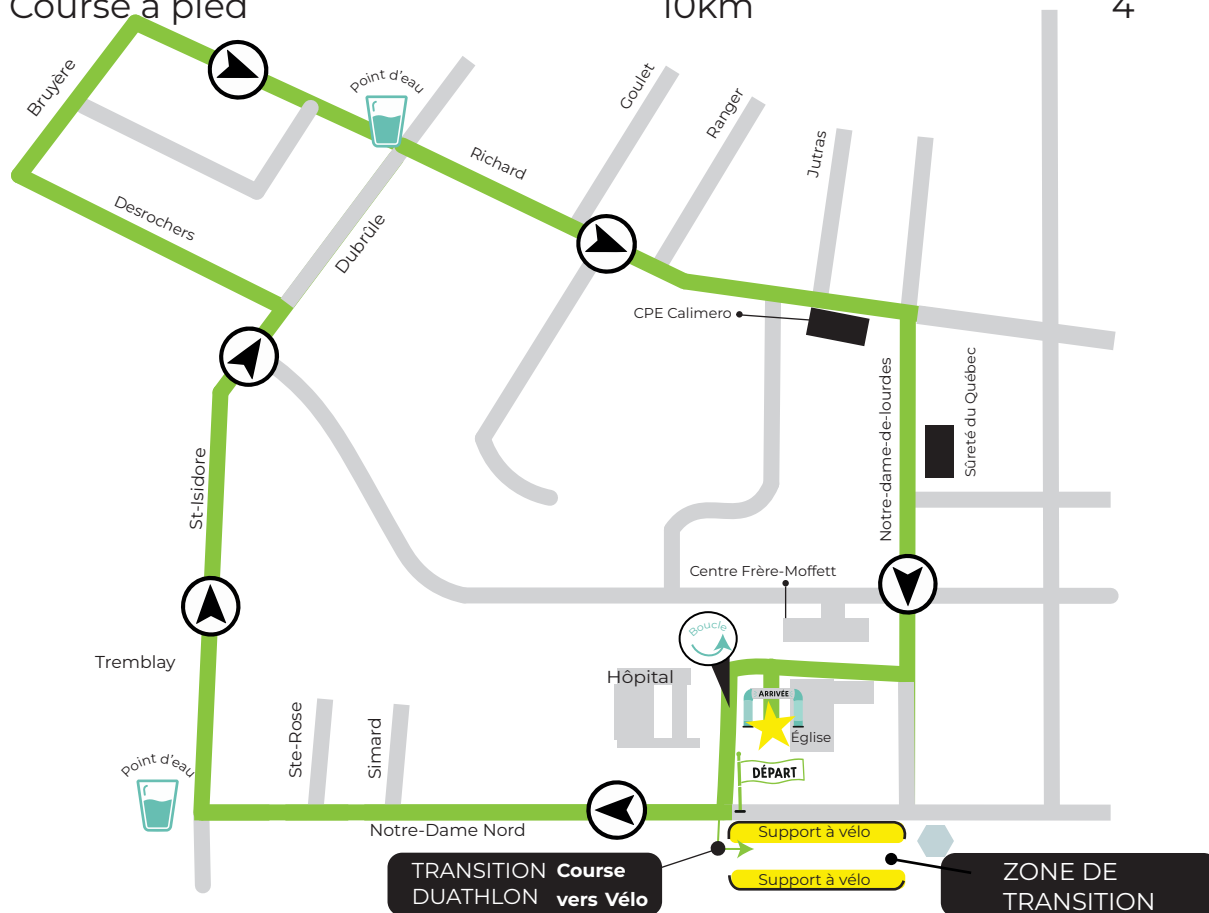 Course à pied 10km 4
Bruyère
Point d'eau
Goulet
Ranger
Jutras
Richard
Desrochers
Dubrûle
CPE Calimero
Notre-dame-de-lourdes
Sûreté du Québec
St-Isidore
Centre Frère-Moffett
Boucle
Tremblay
Hôpital
ARRIVÉE
Église
Ste-Rose
Simard
Point d'eau
DÉPART
Notre-Dame Nord
Support à vélo
TRANSITION Course
DUATHLON vers Vélo
Support à vélo
ZONE DE
TRANSITION